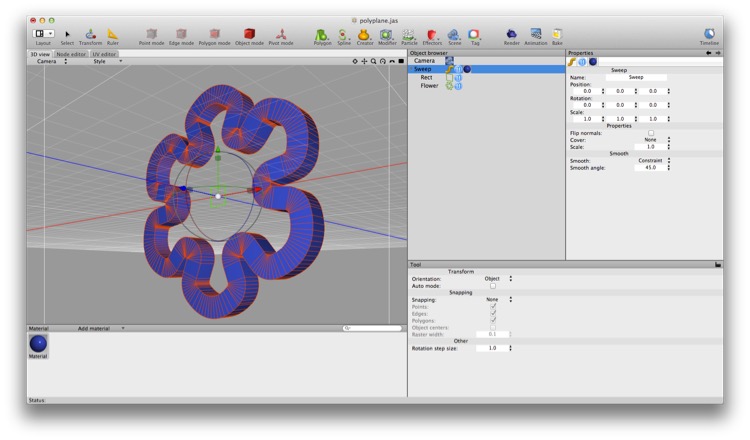 polyplane.jas
Layout Select Transform Ruler Point mode Edge mode Polygon mode Object mode Pivot mode Polygon Spline Creator Modifier Particle Effectors Scene Tag Render Animation Bake Timeline
3D view Node editor UV editor
Camera Style
Object browser
Camera
Sweep
Rect
Flower
Properties
Sweep
Name: Sweep
Position:
0.0 0.0 0.0
Rotation:
0.0 0.0 0.0
Scale:
1.0 1.0 1.0
Properties
Flip normals:
Cover: None
Scale: 1.0
Smooth
Smooth: Constraint
Smooth angle: 45.0
Tool
Transform
Orientation: Object
Auto mode:
Snapping
Snapping: None
Points:
Edges:
Polygons:
Object centers:
Raster width: 0.1
Other
Rotation step size: 1.0
Material Add material
Material
Status: